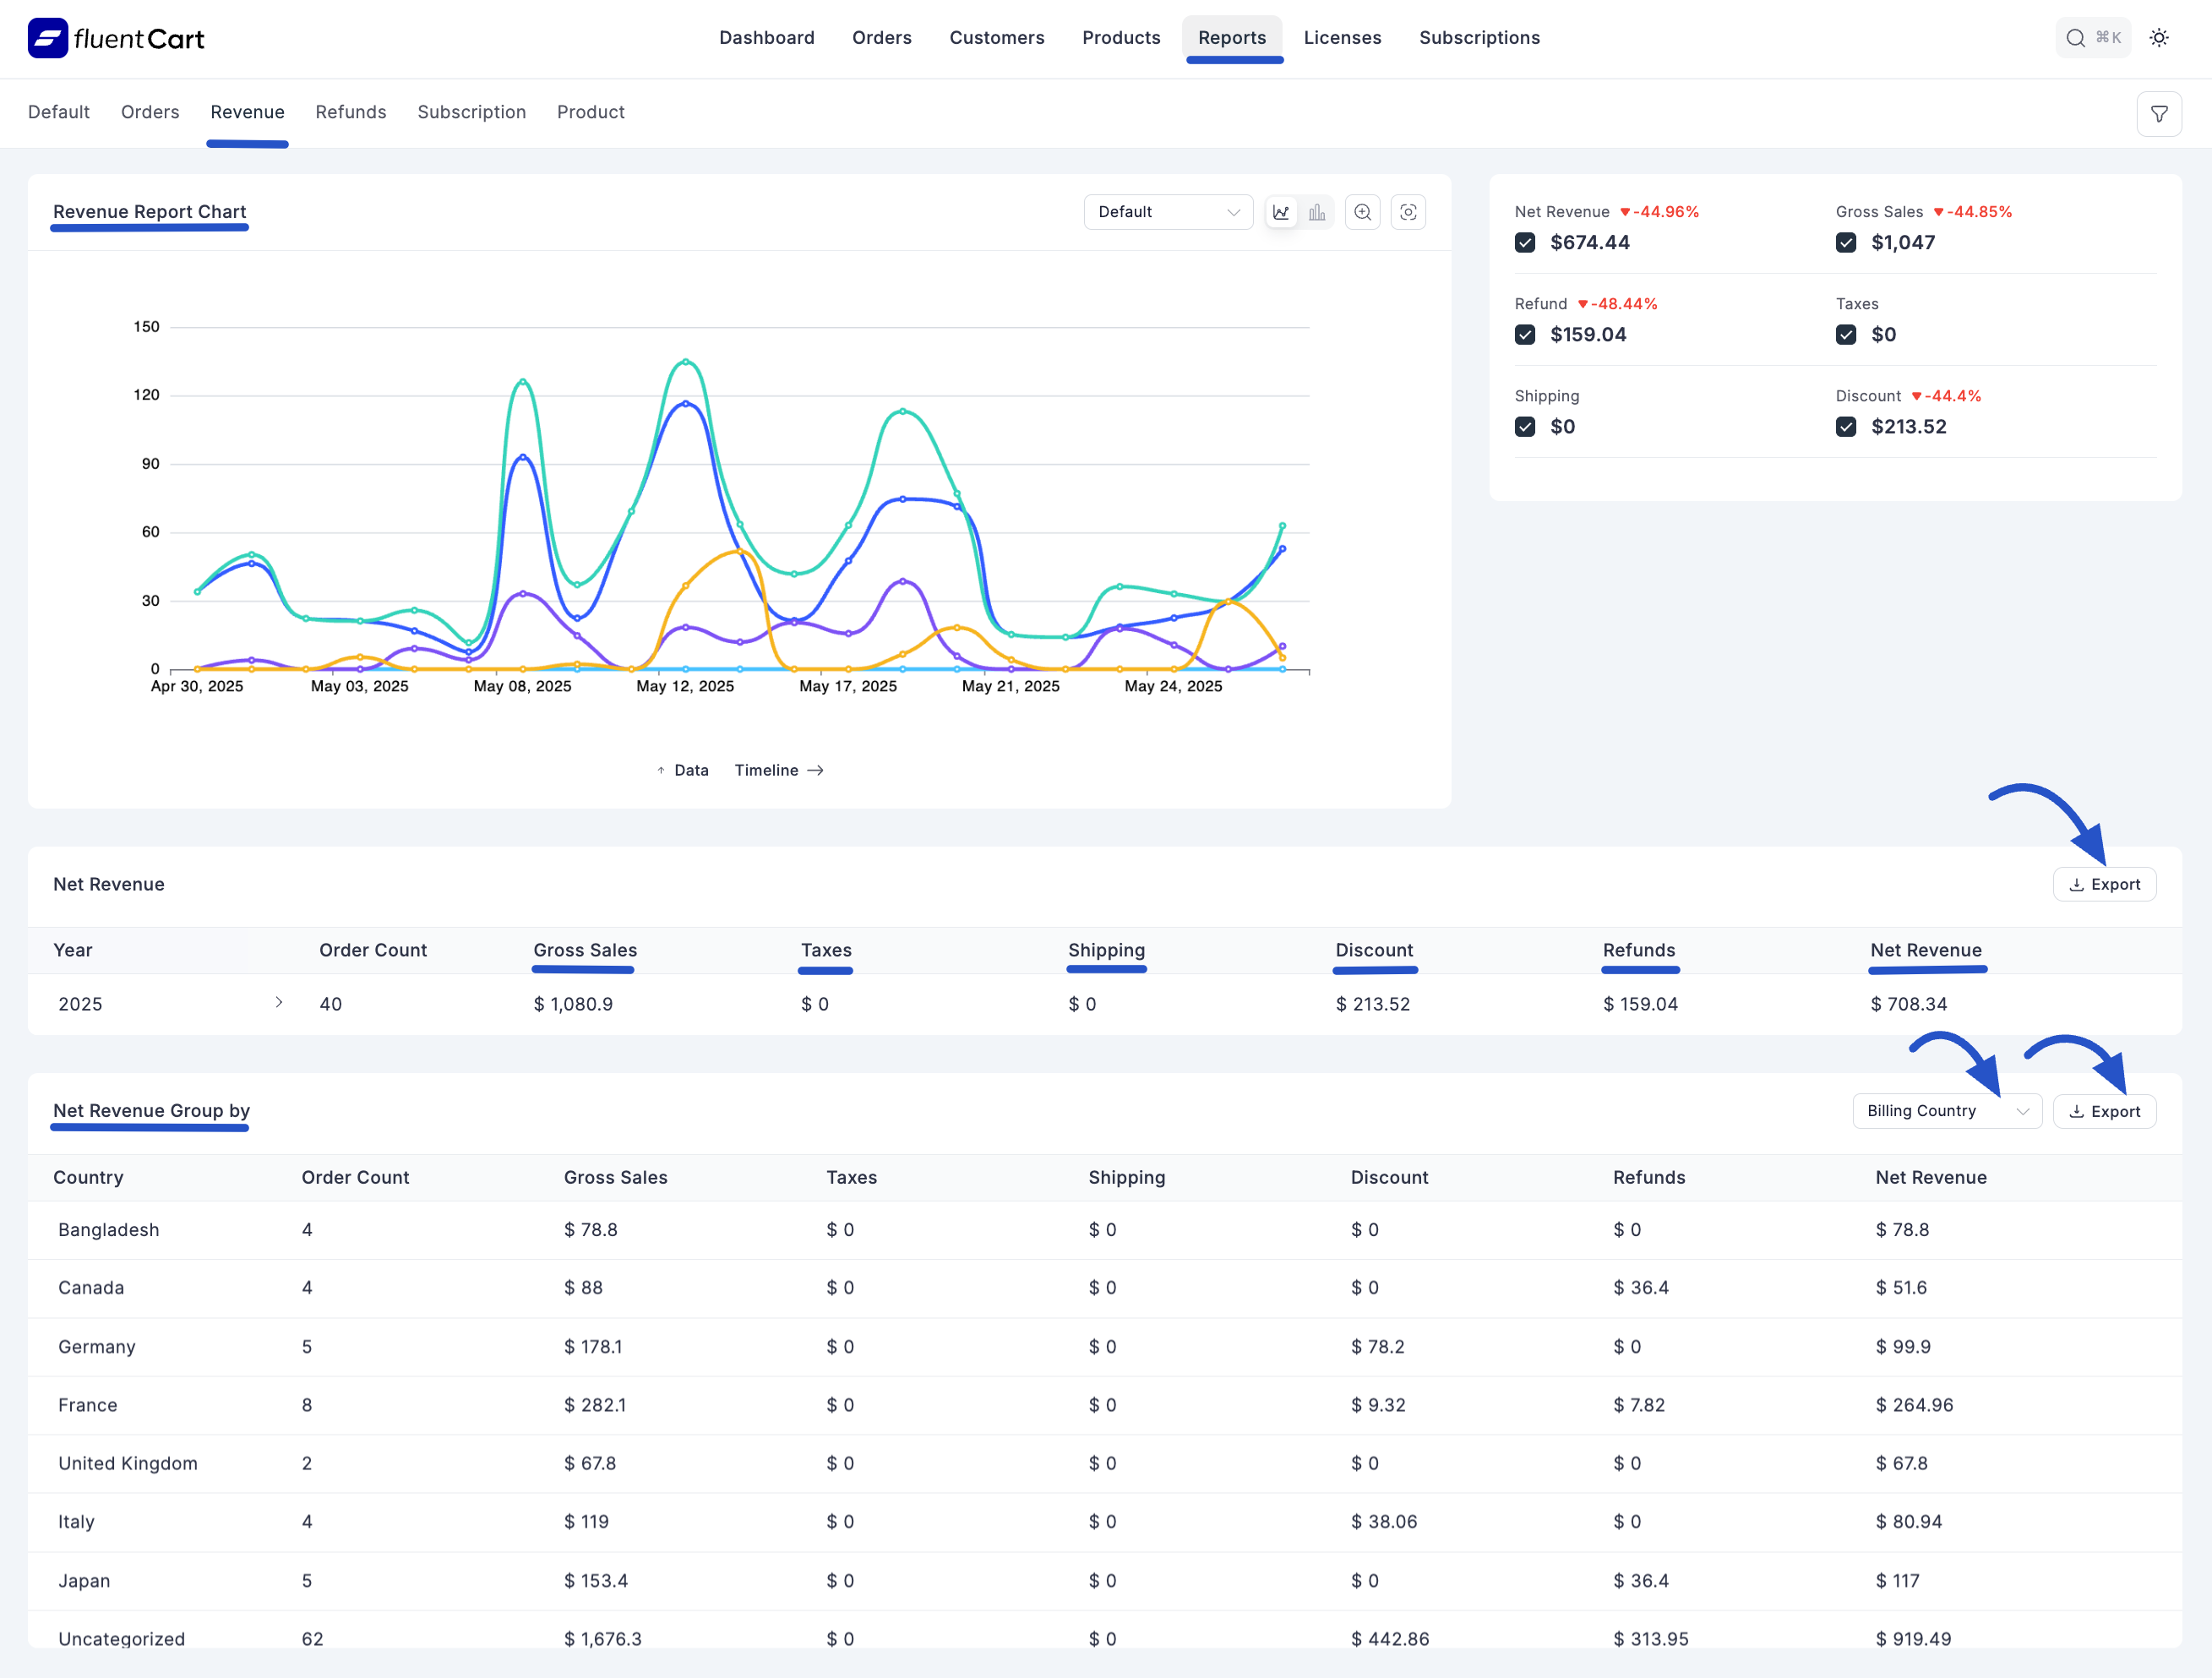 fluentCart
Dashboard Orders Customers Products Reports Licenses Subscriptions
⌘K
Default Orders Revenue Refunds Subscription Product
Revenue Report Chart
Default
Net Revenue ▼-44.96%
$674.44
Gross Sales ▼-44.85%
$1,047
Refund ▼-48.44%
$159.04
Taxes
$0
Shipping
$0
Discount ▼-44.4%
$213.52
150
120
90
60
30
0
Apr 30, 2025 May 03, 2025 May 08, 2025 May 12, 2025 May 17, 2025 May 21, 2025 May 24, 2025
↑ Data Timeline →
Net Revenue
Export
Year Order Count Gross Sales Taxes Shipping Discount Refunds Net Revenue
2025 > 40 $ 1,080.9 $ 0 $ 0 $ 213.52 $ 159.04 $ 708.34
Net Revenue Group by
Billing Country
Export
Country Order Count Gross Sales Taxes Shipping Discount Refunds Net Revenue
Bangladesh 4 $ 78.8 $ 0 $ 0 $ 0 $ 0 $ 78.8
Canada 4 $ 88 $ 0 $ 0 $ 0 $ 36.4 $ 51.6
Germany 5 $ 178.1 $ 0 $ 0 $ 78.2 $ 0 $ 99.9
France 8 $ 282.1 $ 0 $ 0 $ 9.32 $ 7.82 $ 264.96
United Kingdom 2 $ 67.8 $ 0 $ 0 $ 0 $ 0 $ 67.8
Italy 4 $ 119 $ 0 $ 0 $ 38.06 $ 0 $ 80.94
Japan 5 $ 153.4 $ 0 $ 0 $ 0 $ 36.4 $ 117
Uncategorized 62 $ 1,676.3 $ 0 $ 0 $ 442.86 $ 313.95 $ 919.49